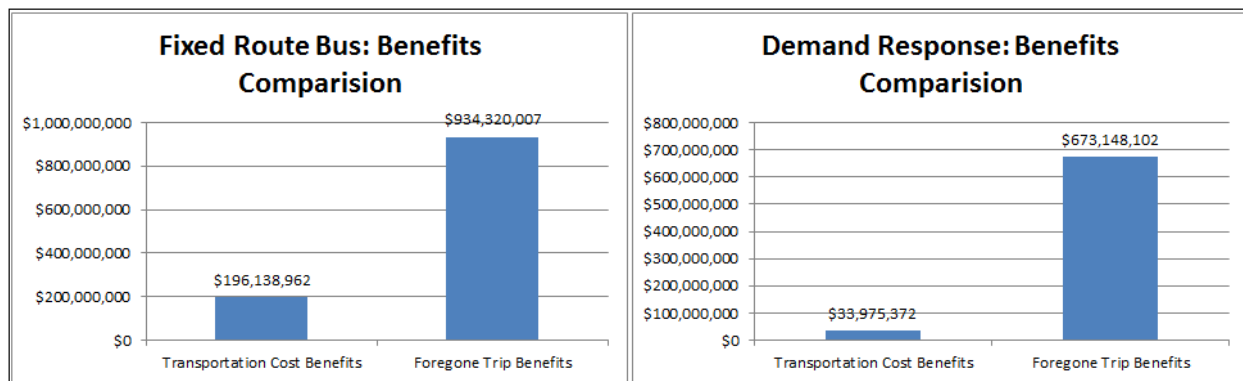 Fixed Route Bus: Benefits
Comparision
$1,000,000,000
$800,000,000
$600,000,000
$400,000,000
$200,000,000
$0
$196,138,962
$934,320,007
Transportation Cost Benefits
Foregone Trip Benefits
Demand Response: Benefits
Comparision
$800,000,000
$700,000,000
$600,000,000
$500,000,000
$400,000,000
$300,000,000
$200,000,000
$100,000,000
$0
$33,975,372
$673,148,102
Transportation Cost Benefits
Foregone Trip Benefits